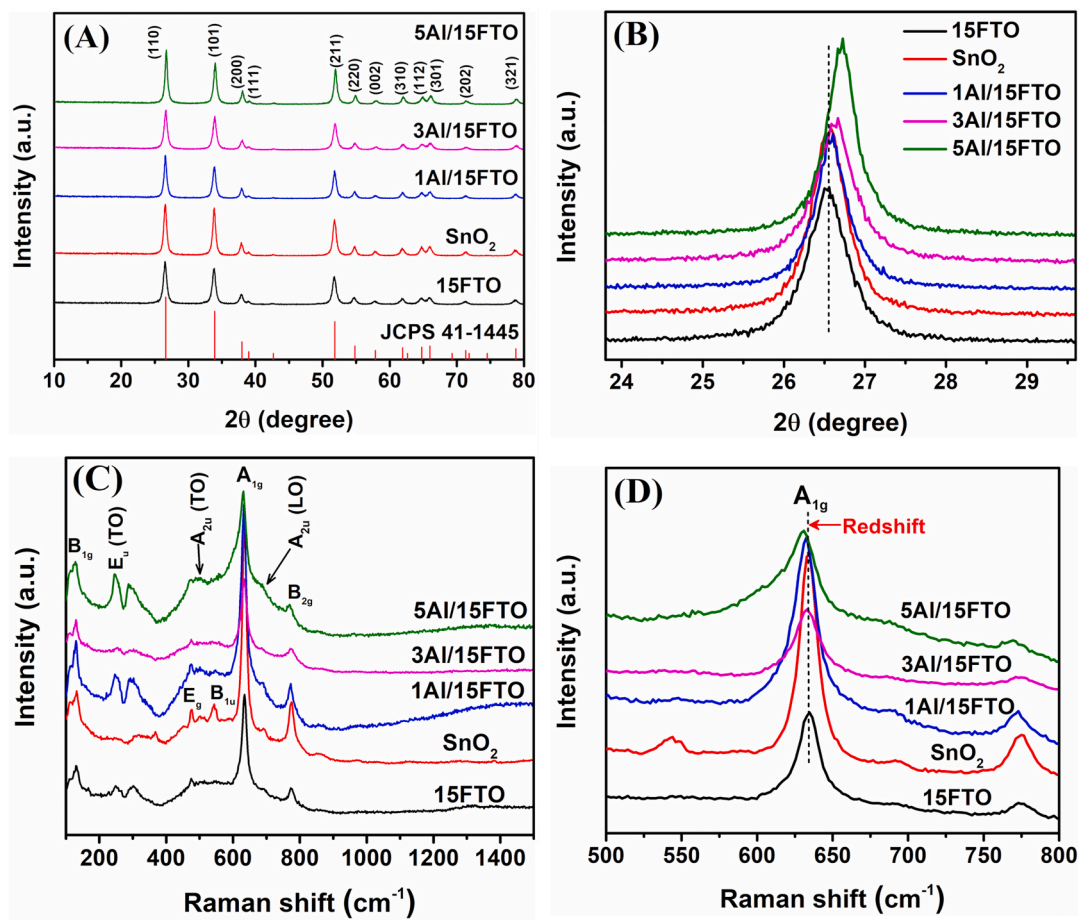 (A)
5Al/15FTO
(110)
(101)
(200)
(111)
(211)
(220)
(002)
(310)
(112)
(301)
(202)
(321)
3Al/15FTO
1Al/15FTO
SnO2
15FTO
JCPS 41-1445
Intensity (a.u.)
10 20 30 40 50 60 70 80
2θ (degree)
(B)
15FTO
SnO2
1Al/15FTO
3Al/15FTO
5Al/15FTO
Intensity (a.u.)
24 25 26 27 28 29
2θ (degree)
(C)
B1g
Eu (TO)
A2u (TO)
A1g
A2u (LO)
B2g
5Al/15FTO
3Al/15FTO
1Al/15FTO
Eg
B1u
SnO2
15FTO
Intensity (a.u.)
200 400 600 800 1000 1200 1400
Raman shift (cm-1)
(D)
A1g
Redshift
5Al/15FTO
3Al/15FTO
1Al/15FTO
SnO2
15FTO
Intensity (a.u.)
500 550 600 650 700 750 800
Raman shift (cm-1)